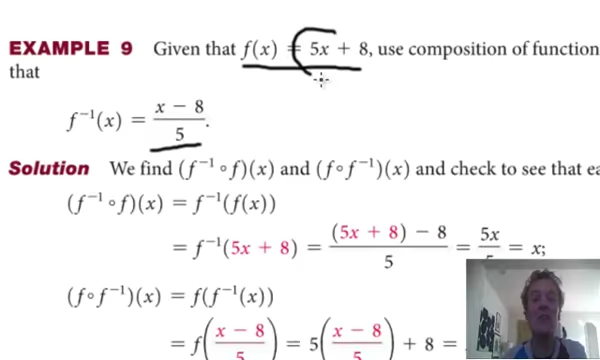 EXAMPLE 9 Given that f(x) = 5x + 8, use composition of function
that
f⁻¹(x) = (x − 8)/5.
Solution We find (f⁻¹ ∘ f)(x) and (f ∘ f⁻¹)(x) and check to see that ea
(f⁻¹ ∘ f)(x) = f⁻¹(f(x))
= f⁻¹(5x + 8) = ((5x + 8) − 8)/5 = 5x/5 = x;
(f ∘ f⁻¹)(x) = f(f⁻¹(x))
= f((x − 8)/5) = 5((x − 8)/5) + 8 =